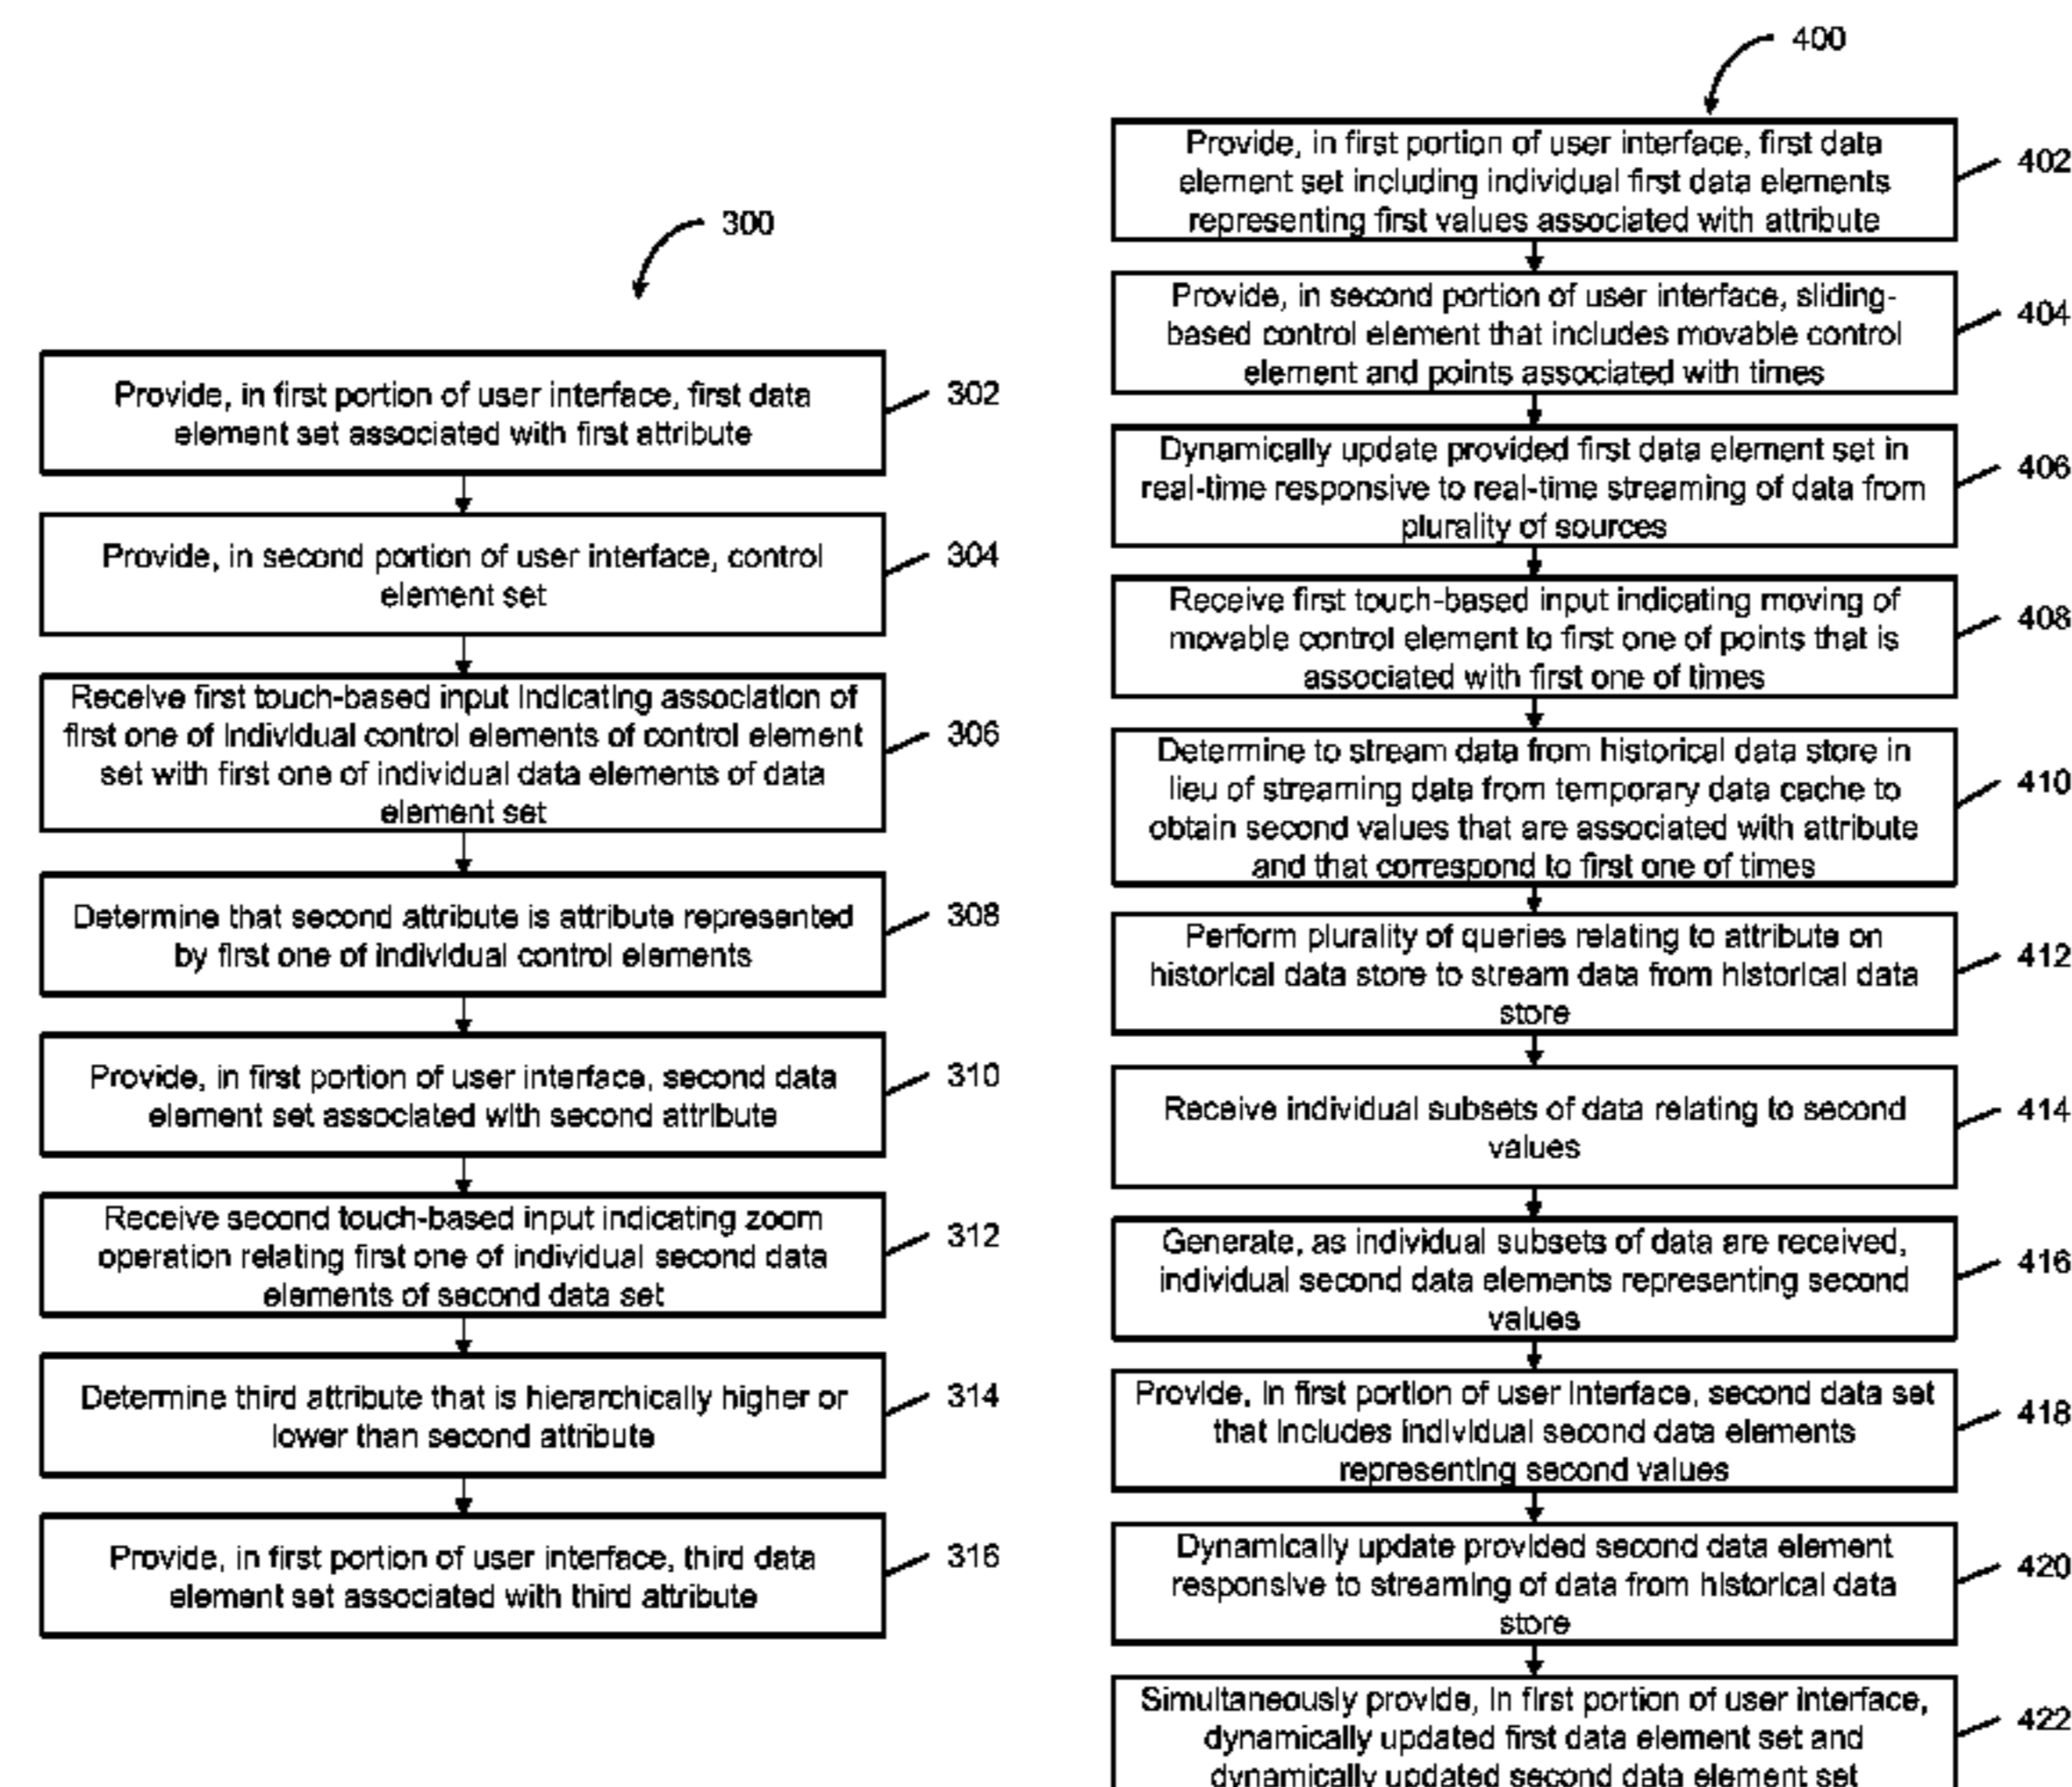 300
Provide, in first portion of user interface, first data
element set associated with first attribute
302
Provide, in second portion of user interface, control
element set
304
Receive first touch-based input indicating association of
first one of individual control elements of control element
set with first one of individual data elements of data
element set
306
Determine that second attribute is attribute represented
by first one of individual control elements
308
Provide, in first portion of user interface, second data
element set associated with second attribute
310
Receive second touch-based input indicating zoom
operation relating first one of individual second data
elements of second data set
312
Determine third attribute that is hierarchically higher or
lower than second attribute
314
Provide, in first portion of user interface, third data
element set associated with third attribute
316
400
Provide, in first portion of user interface, first data
element set including individual first data elements
representing first values associated with attribute
402
Provide, in second portion of user interface, sliding-
based control element that includes movable control
element and points associated with times
404
Dynamically update provided first data element set in
real-time responsive to real-time streaming of data from
plurality of sources
406
Receive first touch-based input indicating moving of
movable control element to first one of points that is
associated with first one of times
408
Determine to stream data from historical data store in
lieu of streaming data from temporary data cache to
obtain second values that are associated with attribute
and that correspond to first one of times
410
Perform plurality of queries relating to attribute on
historical data store to stream data from historical data
store
412
Receive individual subsets of data relating to second
values
414
Generate, as individual subsets of data are received,
individual second data elements representing second
values
416
Provide, in first portion of user interface, second data set
that includes individual second data elements
representing second values
418
Dynamically update provided second data element
responsive to streaming of data from historical data
store
420
Simultaneously provide, in first portion of user interface,
dynamically updated first data element set and
dynamically updated second data element set
422